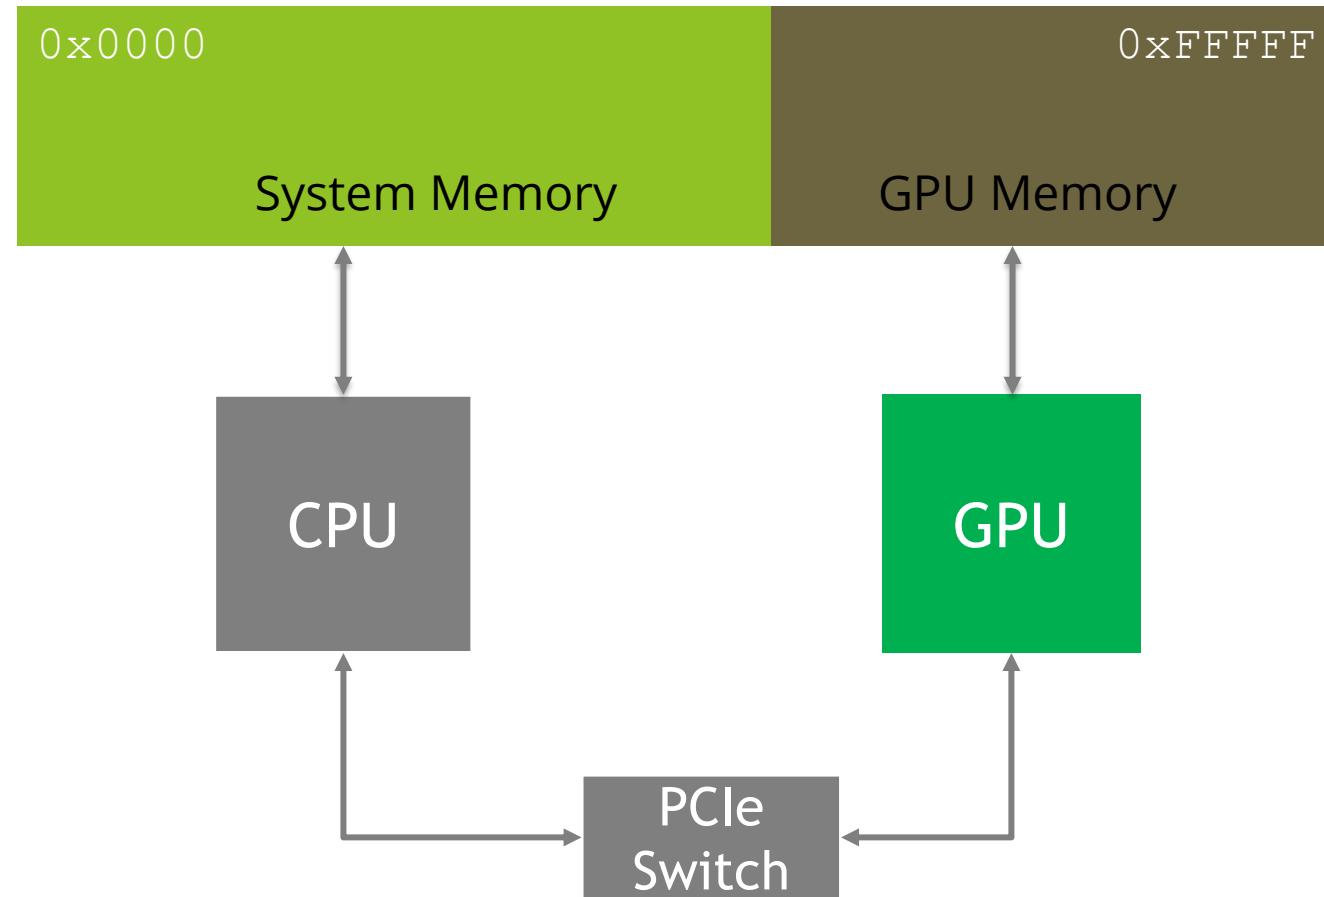 0x0000
0xFFFFF
System Memory
GPU Memory
CPU
GPU
PCIe
Switch